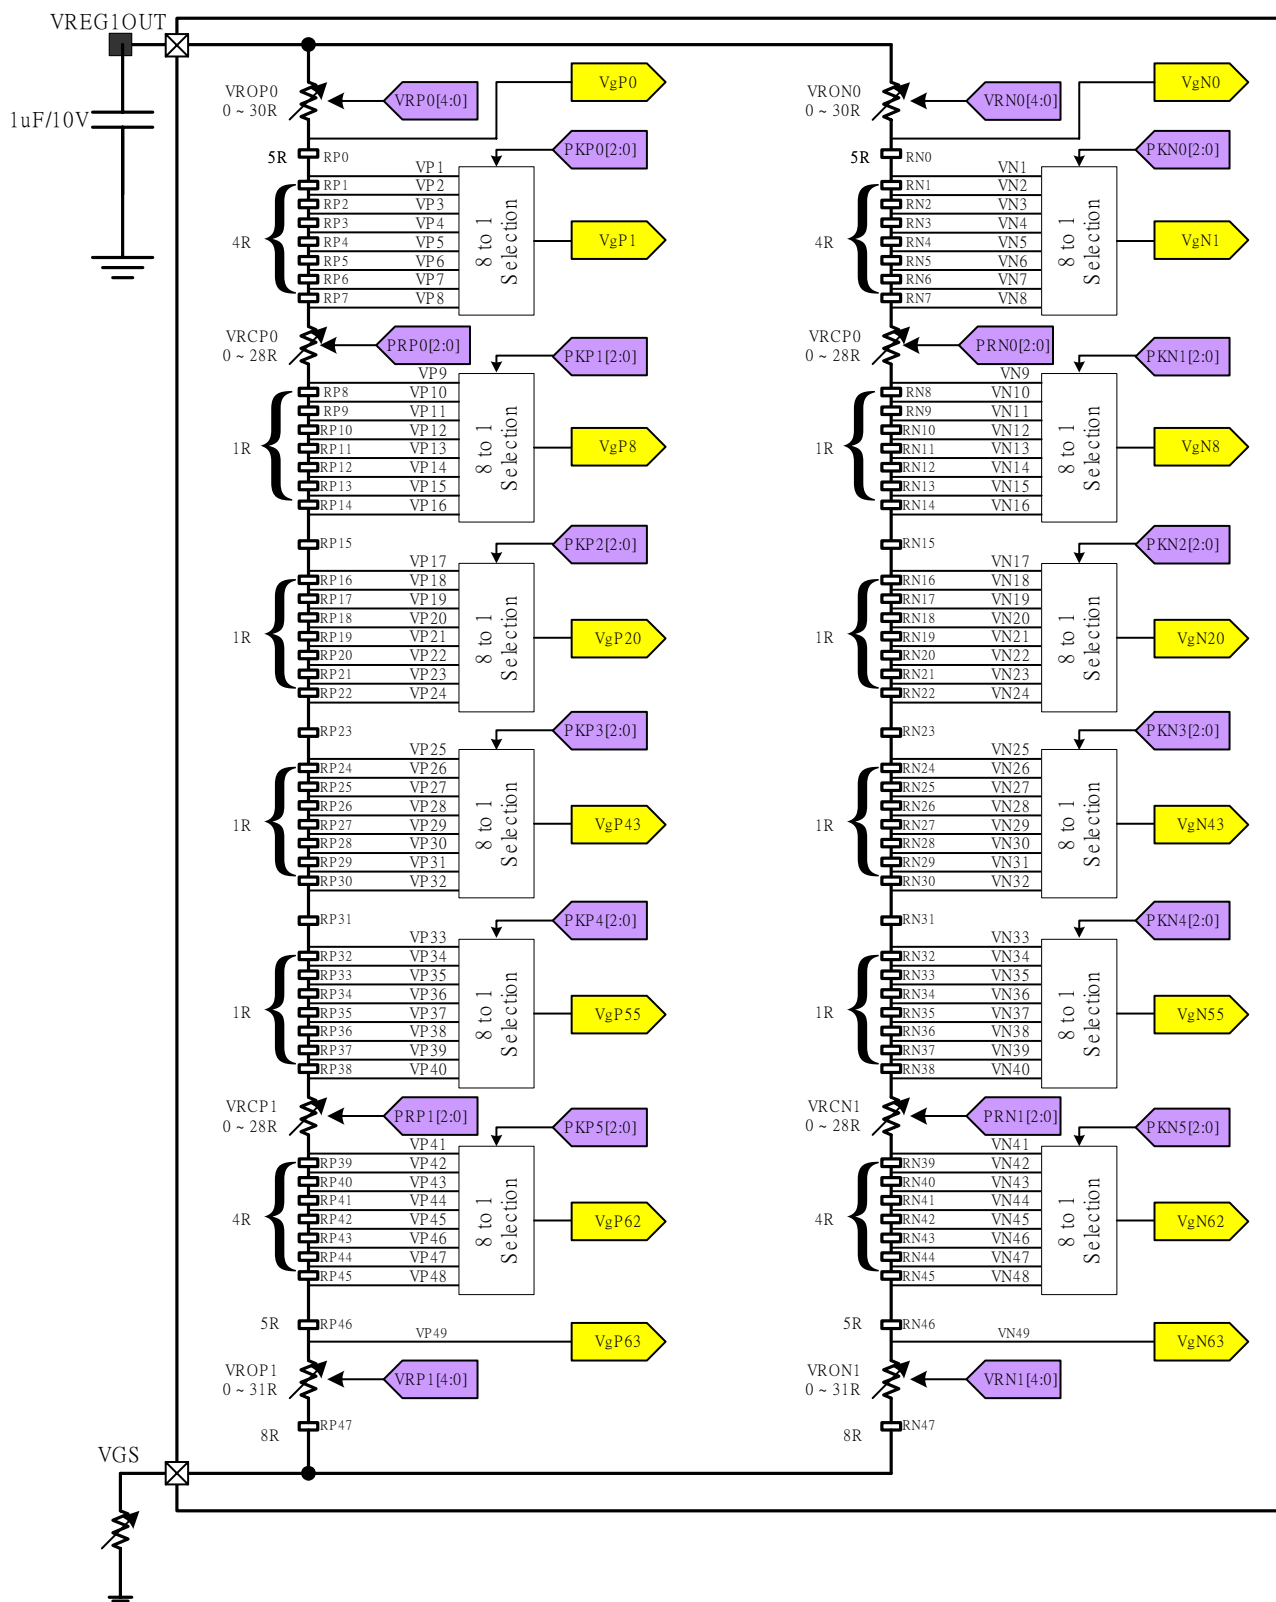 VREG1OUT
1uF/10V
VROP0
0 ~ 30R
VRP0[4:0]
VgP0
5R
RP0
PKP0[2:0]
VP1
RP1
VP2
RP2
VP3
RP3
VP4
4R
RP4
VP5
RP5
VP6
RP6
VP7
RP7
VP8
8 to 1
Selection
VgP1
VRCP0
0 ~ 28R
PRP0[2:0]
PKP1[2:0]
VP9
RP8
VP10
RP9
VP11
RP10
VP12
1R
RP11
VP13
RP12
VP14
RP13
VP15
RP14
VP16
8 to 1
Selection
VgP8
RP15
PKP2[2:0]
VP17
RP16
VP18
RP17
VP19
RP18
VP20
1R
RP19
VP21
RP20
VP22
RP21
VP23
RP22
VP24
8 to 1
Selection
VgP20
RP23
PKP3[2:0]
VP25
RP24
VP26
RP25
VP27
RP26
VP28
1R
RP27
VP29
RP28
VP30
RP29
VP31
RP30
VP32
8 to 1
Selection
VgP43
RP31
PKP4[2:0]
VP33
RP32
VP34
RP33
VP35
RP34
VP36
1R
RP35
VP37
RP36
VP38
RP37
VP39
RP38
VP40
8 to 1
Selection
VgP55
VRCP1
0 ~ 28R
PRP1[2:0]
PKP5[2:0]
VP41
RP39
VP42
RP40
VP43
RP41
VP44
4R
RP42
VP45
RP43
VP46
RP44
VP47
RP45
VP48
8 to 1
Selection
VgP62
5R
RP46
VP49
VgP63
VROP1
0 ~ 31R
VRP1[4:0]
8R
RP47
VGS
VRON0
0 ~ 30R
VRN0[4:0]
VgN0
5R
RN0
PKN0[2:0]
VN1
RN1
VN2
RN2
VN3
RN3
VN4
4R
RN4
VN5
RN5
VN6
RN6
VN7
RN7
VN8
8 to 1
Selection
VgN1
VRCP0
0 ~ 28R
PRN0[2:0]
PKN1[2:0]
VN9
RN8
VN10
RN9
VN11
RN10
VN12
1R
RN11
VN13
RN12
VN14
RN13
VN15
RN14
VN16
8 to 1
Selection
VgN8
RN15
PKN2[2:0]
VN17
RN16
VN18
RN17
VN19
RN18
VN20
1R
RN19
VN21
RN20
VN22
RN21
VN23
RN22
VN24
8 to 1
Selection
VgN20
RN23
PKN3[2:0]
VN25
RN24
VN26
RN25
VN27
RN26
VN28
1R
RN27
VN29
RN28
VN30
RN29
VN31
RN30
VN32
8 to 1
Selection
VgN43
RN31
PKN4[2:0]
VN33
RN32
VN34
RN33
VN35
RN34
VN36
1R
RN35
VN37
RN36
VN38
RN37
VN39
RN38
VN40
8 to 1
Selection
VgN55
VRCN1
0 ~ 28R
PRN1[2:0]
PKN5[2:0]
VN41
RN39
VN42
RN40
VN43
RN41
VN44
4R
RN42
VN45
RN43
VN46
RN44
VN47
RN45
VN48
8 to 1
Selection
VgN62
5R
RN46
VN49
VgN63
VRON1
0 ~ 31R
VRN1[4:0]
8R
RN47